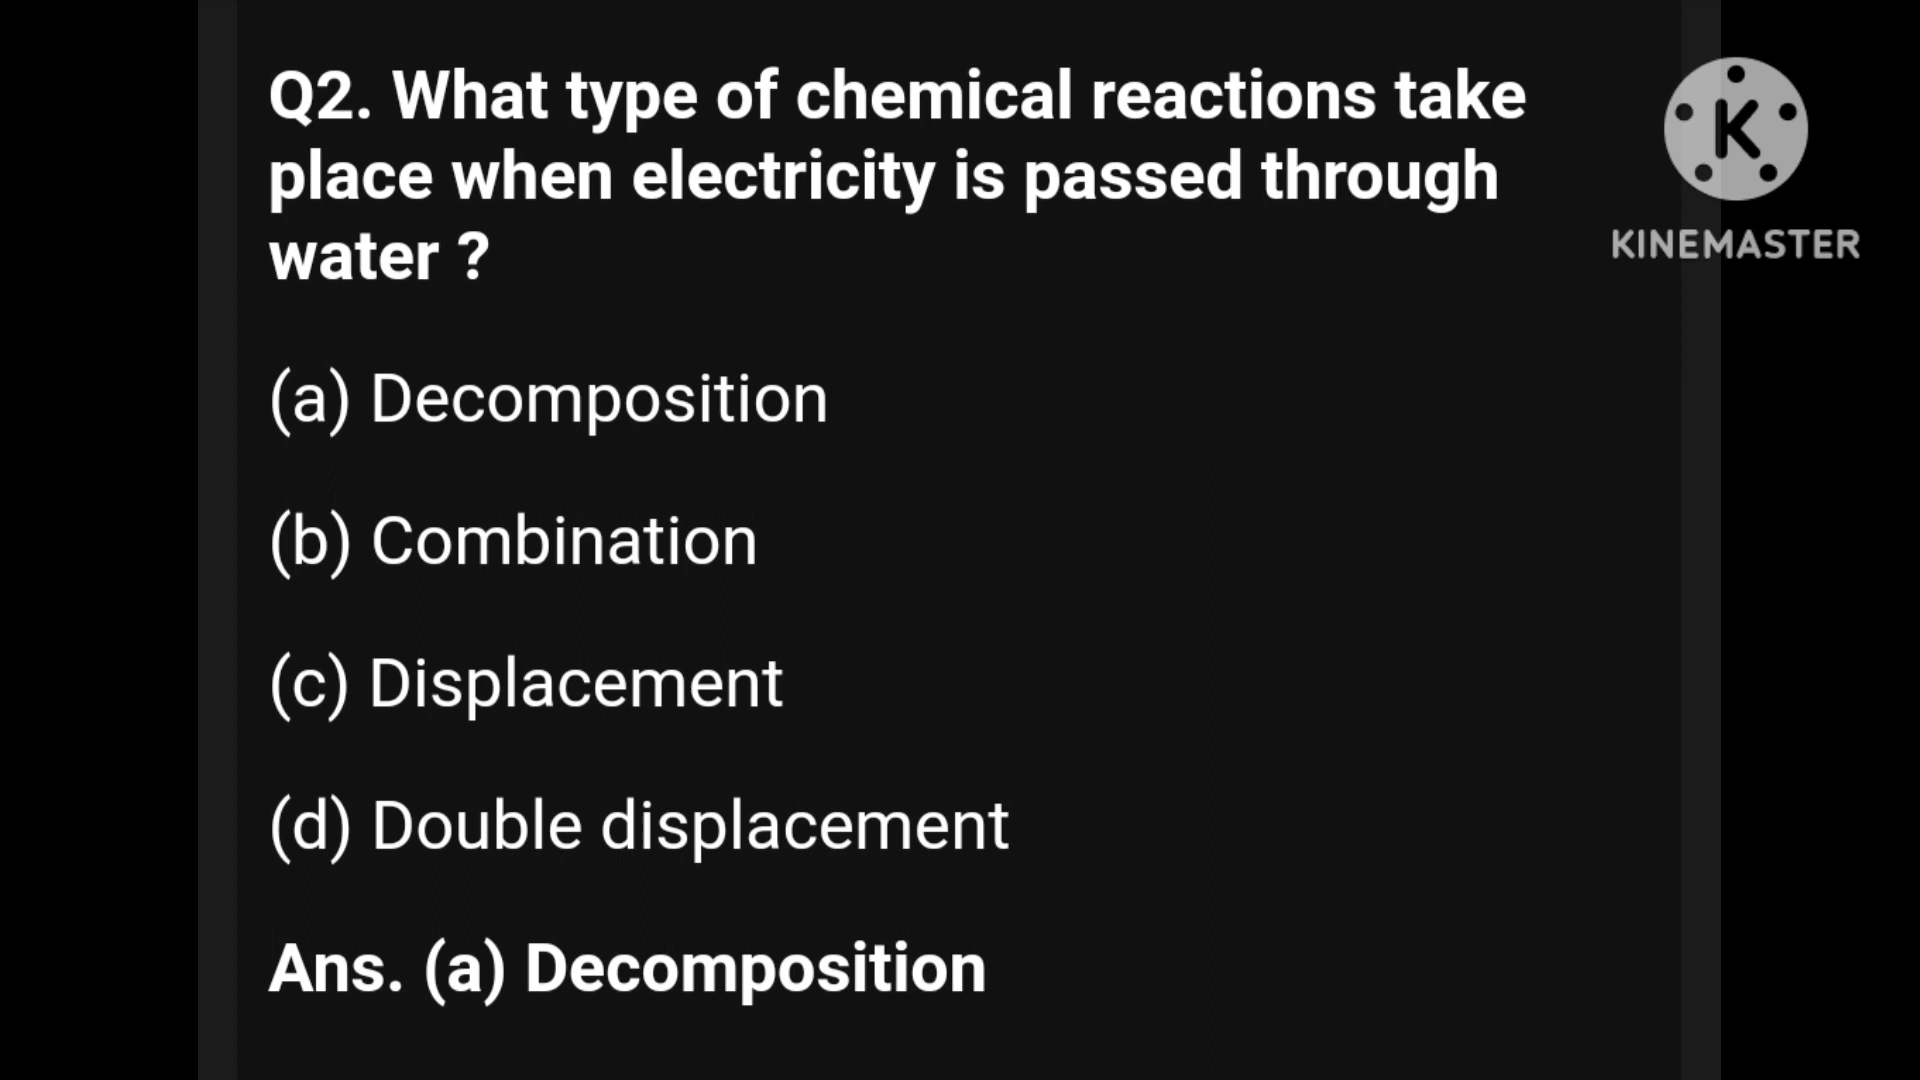 Q2. What type of chemical reactions take
place when electricity is passed through
water ?
K
KINEMASTER
(a) Decomposition
(b) Combination
(c) Displacement
(d) Double displacement
Ans. (a) Decomposition